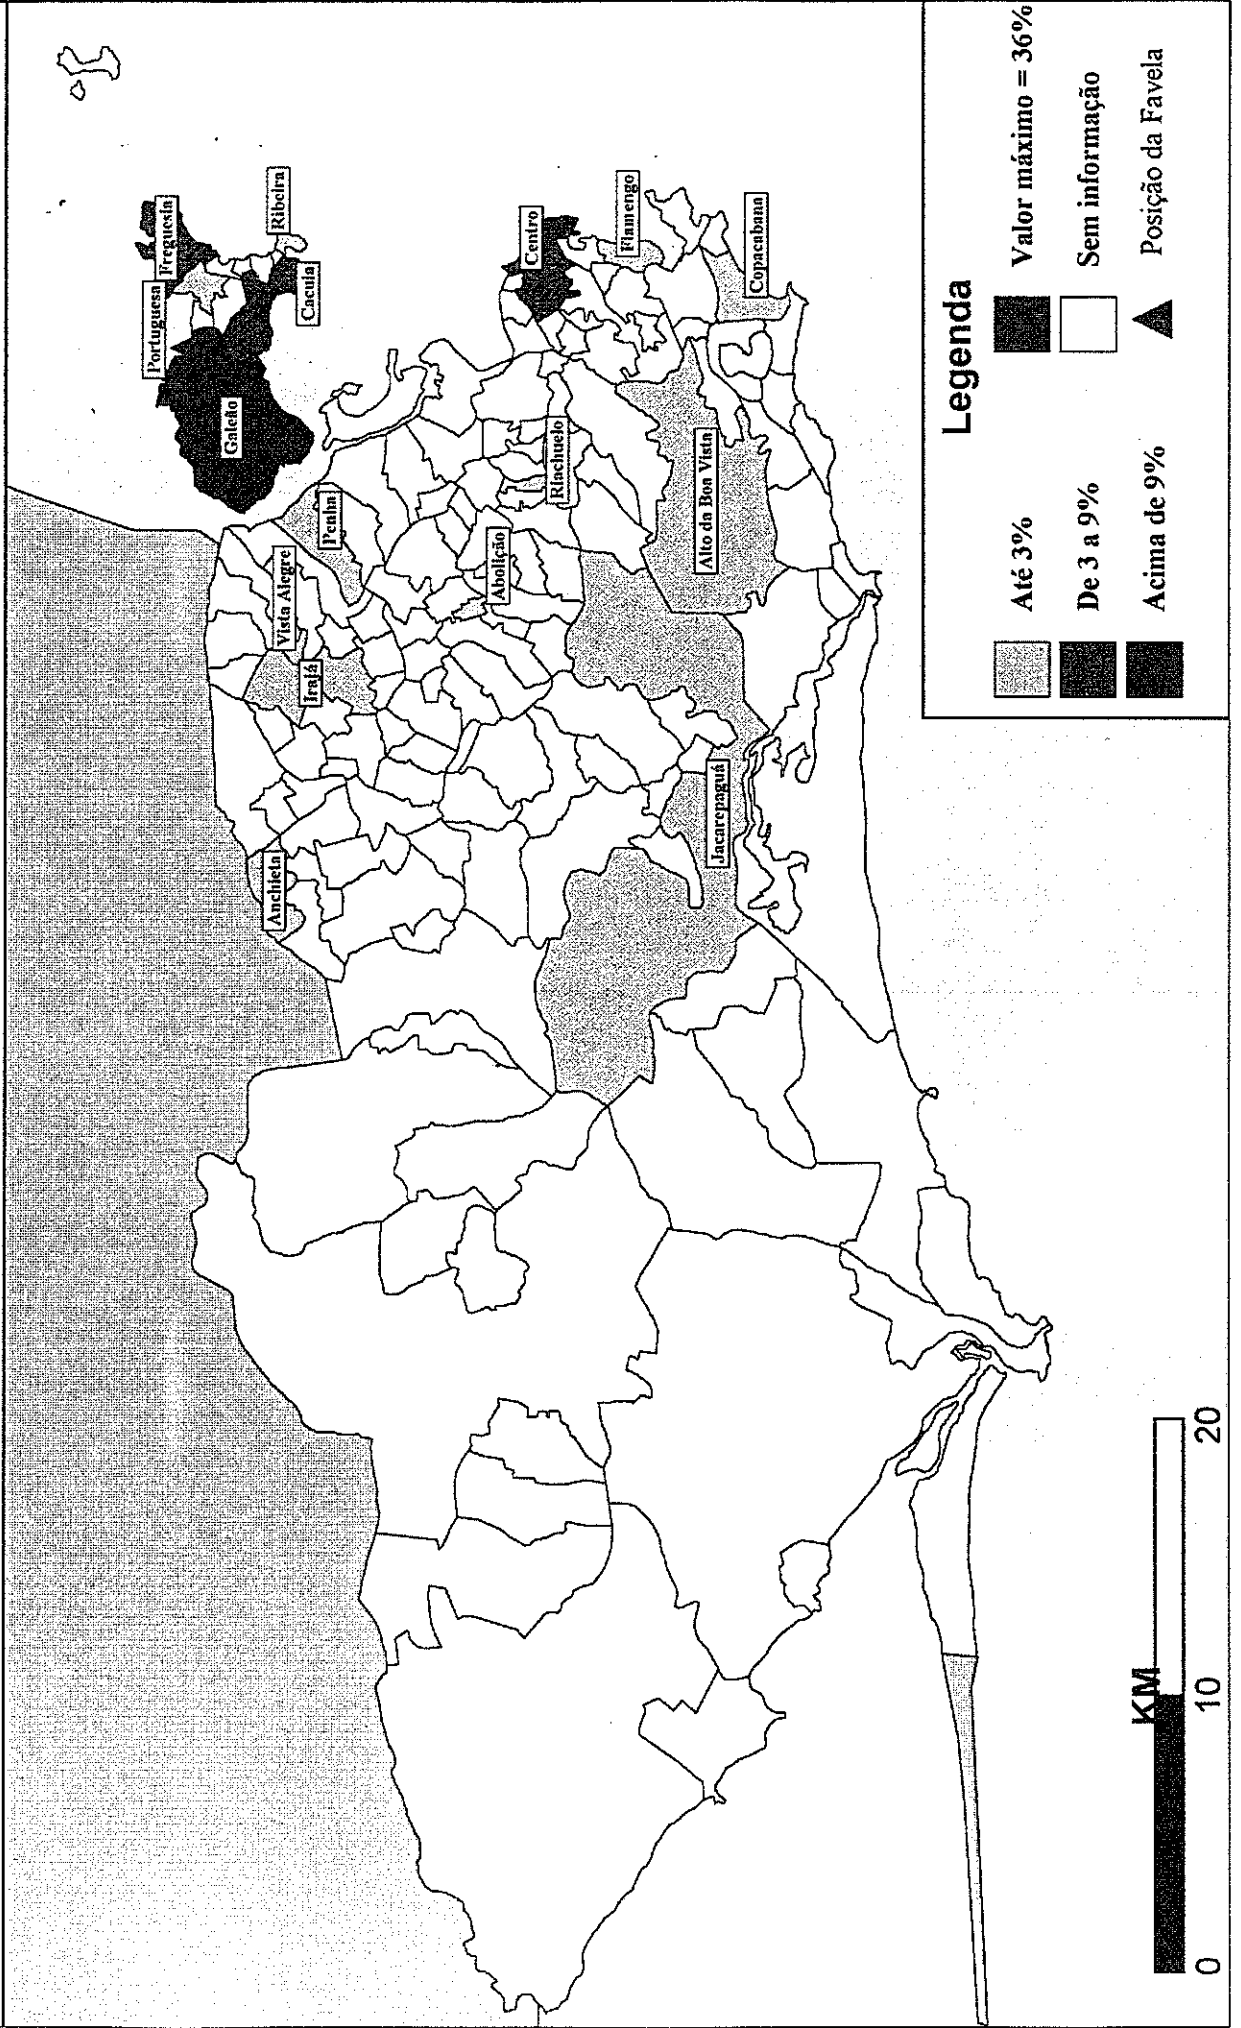 Portuguesa
Freguesia
Ribeira
Cacuia
Galeão
Centro
Flamengo
Copacabana
Penha
Vista Alegre
Irajá
Riachuelo
Abolição
Alto da Boa Vista
Anchieta
Jacarepaguá
KM
0 10 20
Legenda
Até 3%
De 3 a 9%
Acima de 9%
Valor máximo = 36%
Sem informação
Posição da Favela